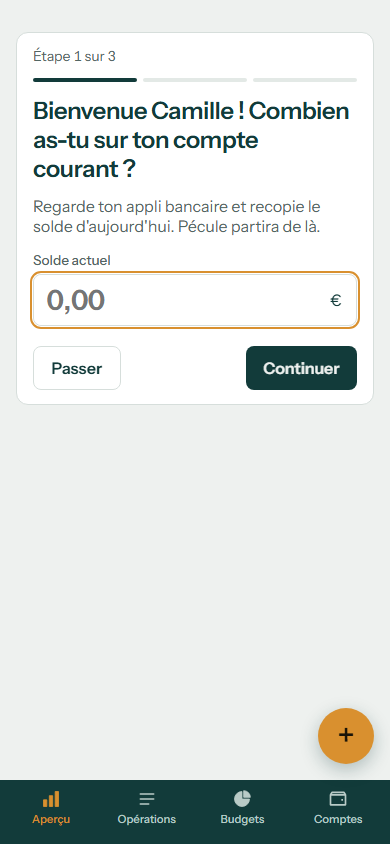 Étape 1 sur 3
Bienvenue Camille ! Combien
as-tu sur ton compte
courant ?
Regarde ton appli bancaire et recopie le
solde d'aujourd'hui. Pécule partira de là.
Solde actuel
0,00 €
Passer Continuer
+
Aperçu Opérations Budgets Comptes